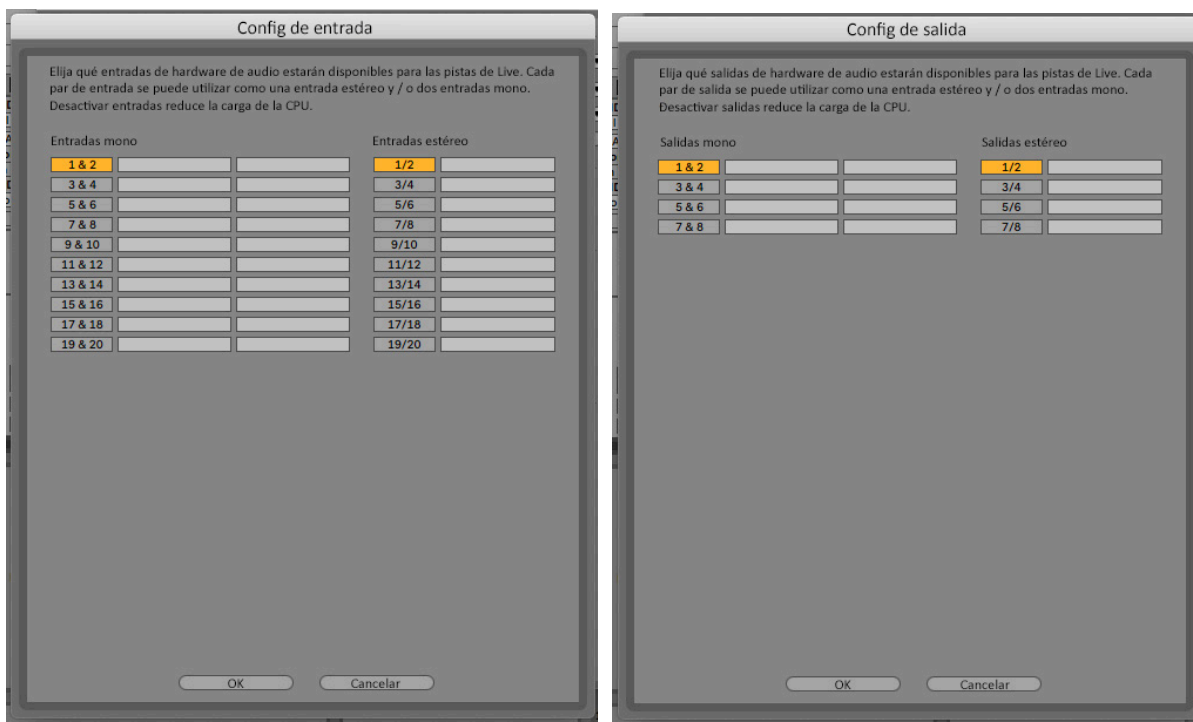 Config de entrada
Elija qué entradas de hardware de audio estarán disponibles para las pistas de Live. Cada
par de entrada se puede utilizar como una entrada estéreo y / o dos entradas mono.
Desactivar entradas reduce la carga de la CPU.
Entradas mono Entradas estéreo
1 & 2 1/2
3 & 4 3/4
5 & 6 5/6
7 & 8 7/8
9 & 10 9/10
11 & 12 11/12
13 & 14 13/14
15 & 16 15/16
17 & 18 17/18
19 & 20 19/20
OK Cancelar
Config de salida
Elija qué salidas de hardware de audio estarán disponibles para las pistas de Live. Cada
par de salida se puede utilizar como una entrada estéreo y / o dos entradas mono.
Desactivar salidas reduce la carga de la CPU.
Salidas mono Salidas estéreo
1 & 2 1/2
3 & 4 3/4
5 & 6 5/6
7 & 8 7/8
OK Cancelar